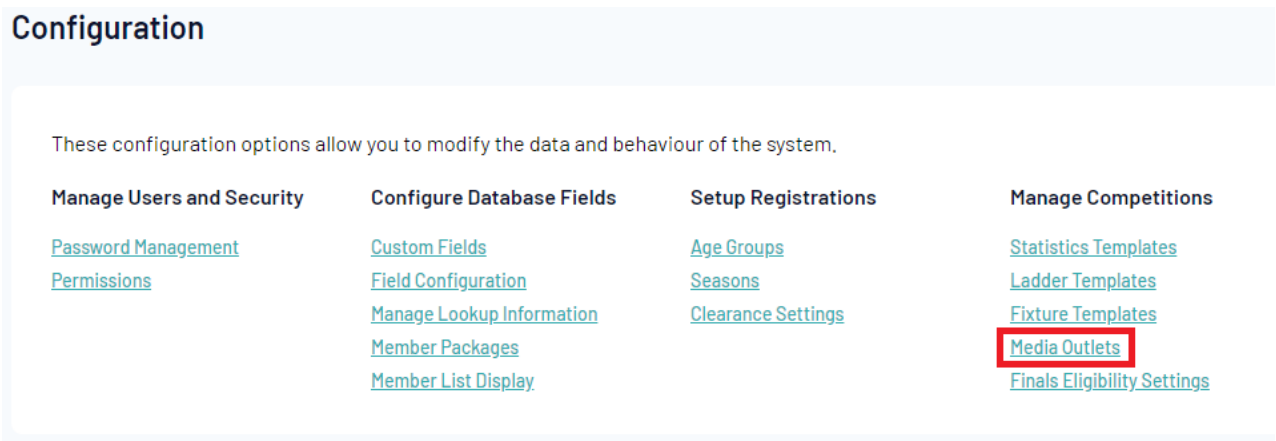 Configuration
These configuration options allow you to modify the data and behaviour of the system.
Manage Users and Security
Password Management
Permissions
Configure Database Fields
Custom Fields
Field Configuration
Manage Lookup Information
Member Packages
Member List Display
Setup Registrations
Age Groups
Seasons
Clearance Settings
Manage Competitions
Statistics Templates
Ladder Templates
Fixture Templates
Media Outlets
Finals Eligibility Settings